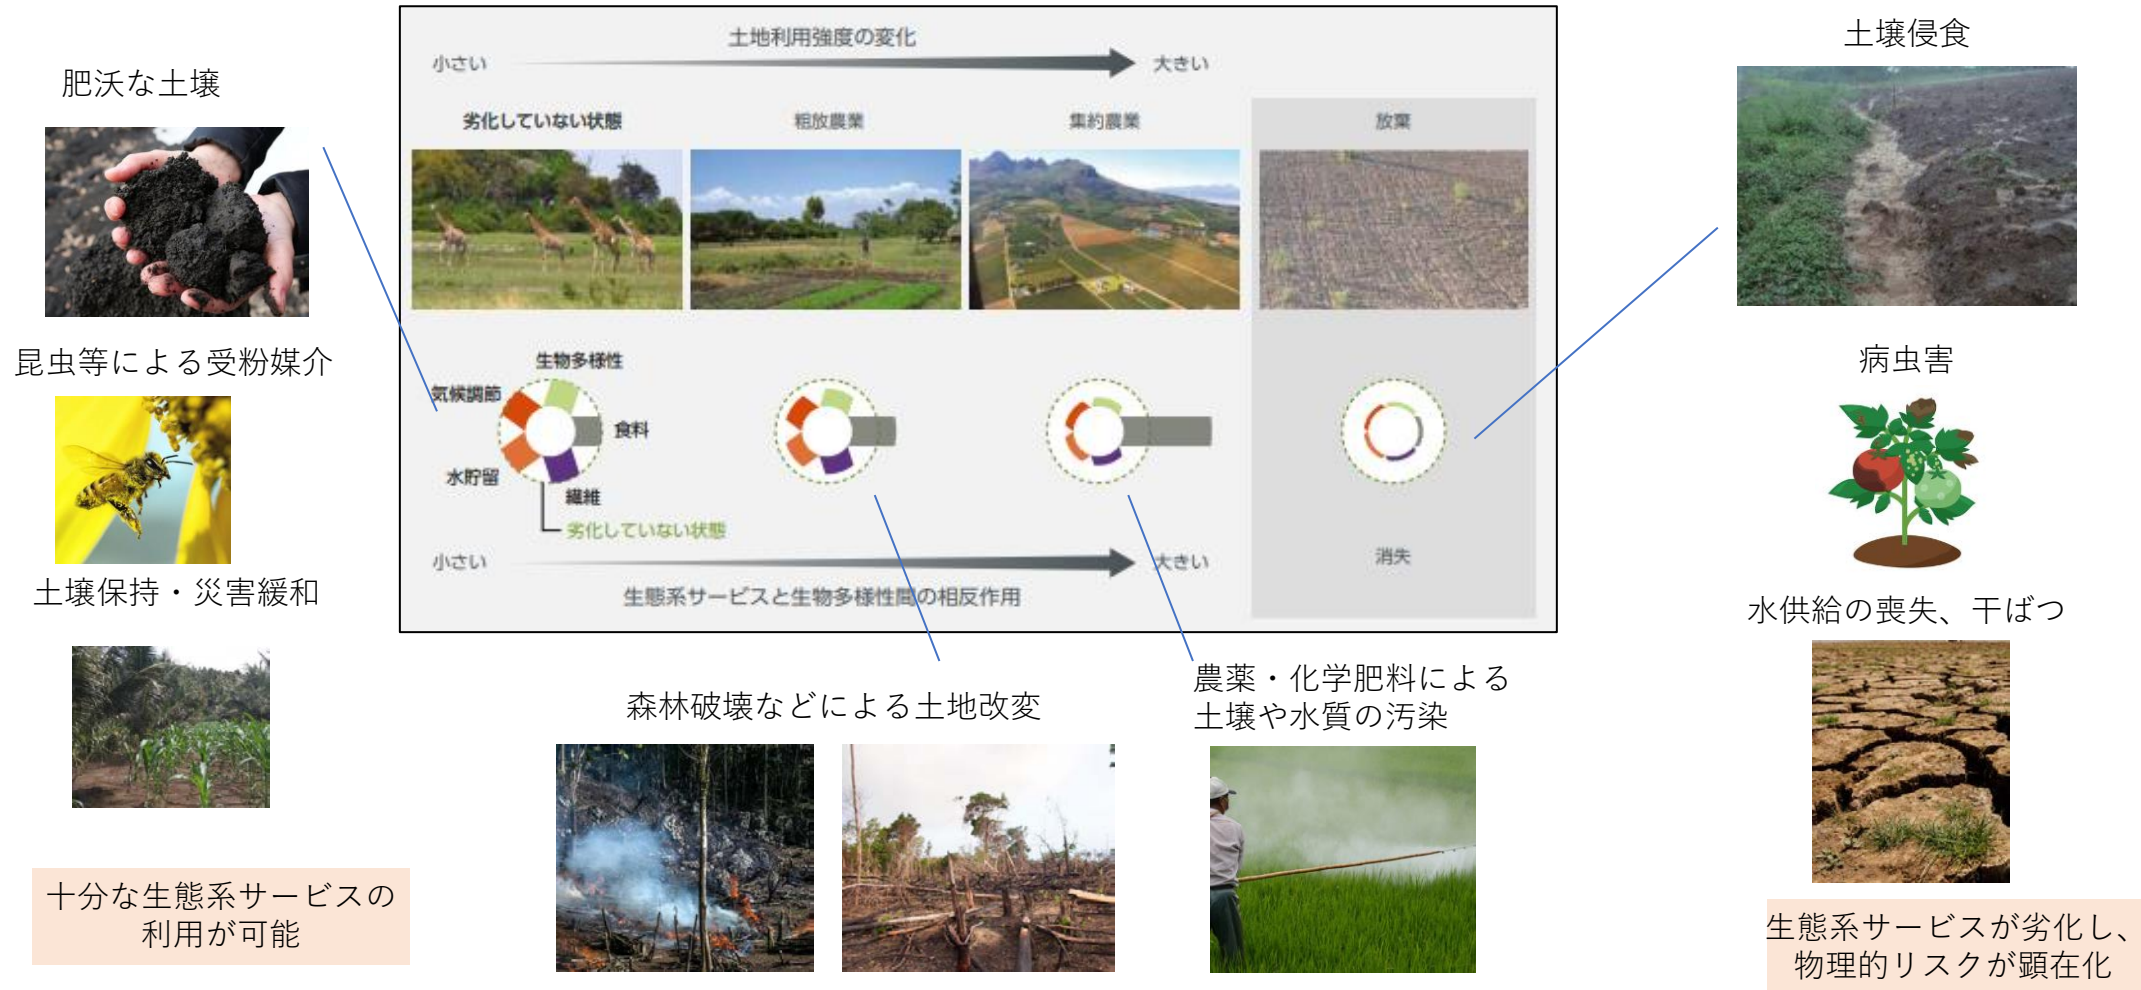 肥沃な土壌
昆虫等による受粉媒介
土壌保持・災害緩和
十分な生態系サービスの
利用が可能
土地利用強度の変化
小さい
大きい
劣化していない状態
粗放農業
集約農業
放棄
生物多様性
気候調節
食料
水貯留
繊維
劣化していない状態
小さい
大きい
消失
生態系サービスと生物多様性間の相反作用
森林破壊などによる土地改変
農薬・化学肥料による
土壌や水質の汚染
土壌侵食
病虫害
水供給の喪失、干ばつ
生態系サービスが劣化し、
物理的リスクが顕在化